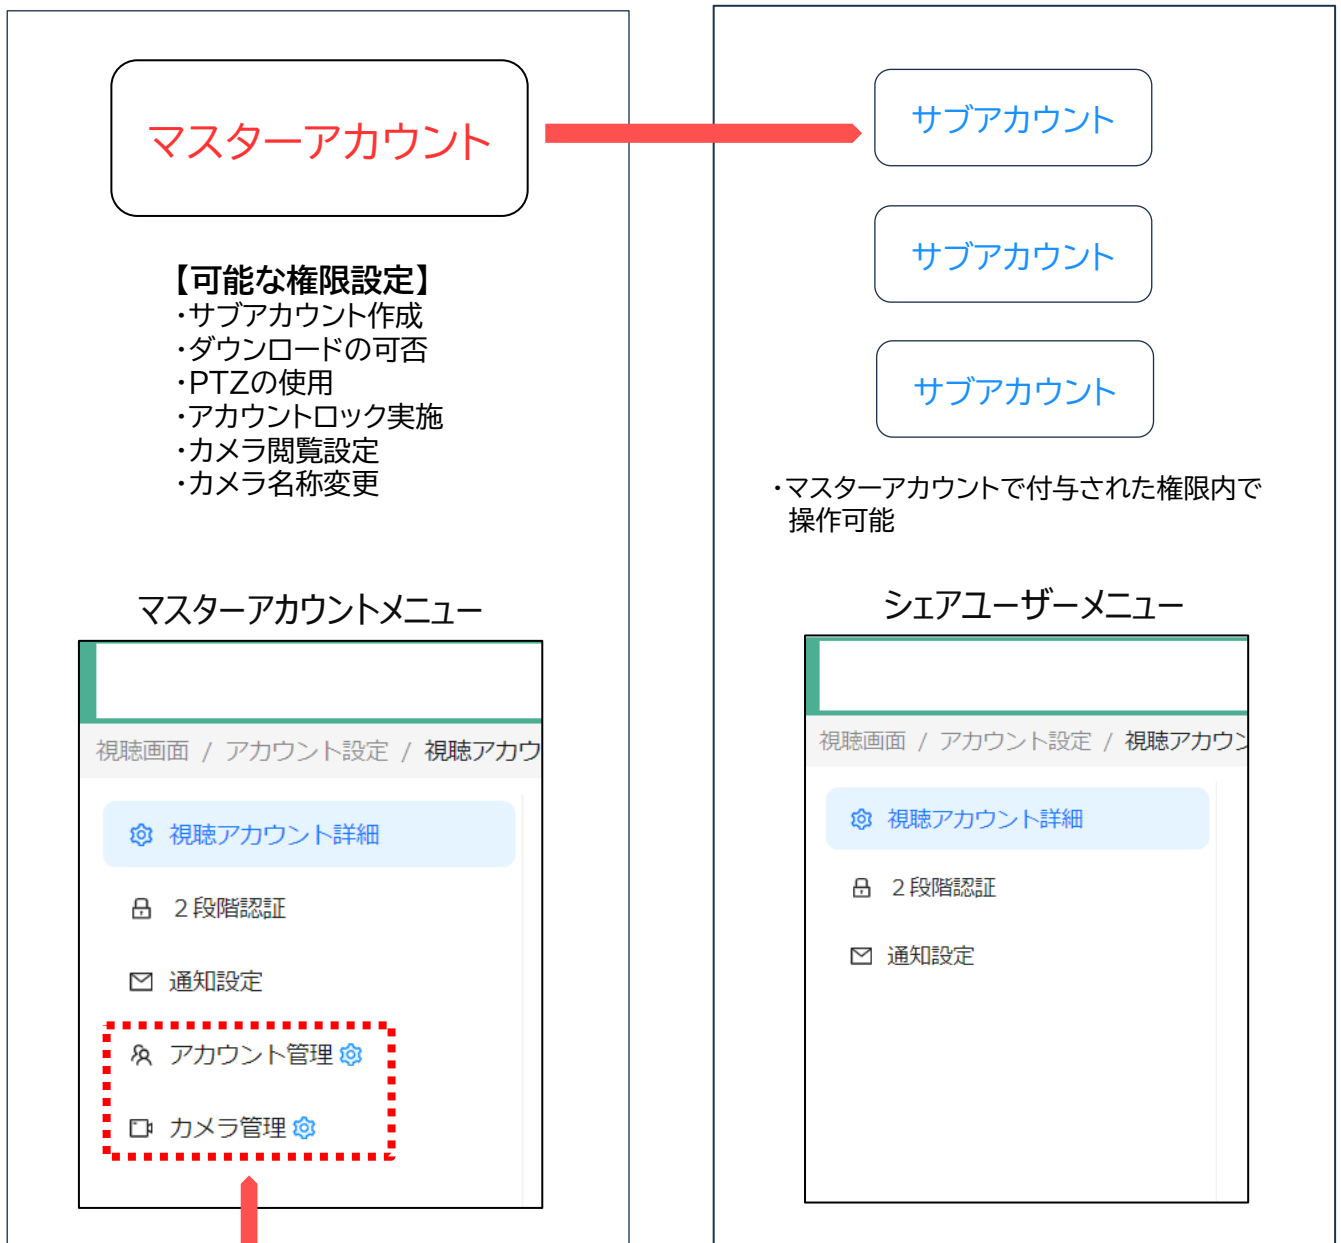 マスターアカウント
【可能な権限設定】
・サブアカウント作成
・ダウンロードの可否
・PTZの使用
・アカウントロック実施
・カメラ閲覧設定
・カメラ名称変更
マスターアカウントメニュー
視聴画面 / アカウント設定 / 視聴アカウ
視聴アカウント詳細
２段階認証
通知設定
アカウント管理
カメラ管理
サブアカウント
サブアカウント
サブアカウント
・マスターアカウントで付与された権限内で
操作可能
シェアユーザーメニュー
視聴画面 / アカウント設定 / 視聴アカウン
視聴アカウント詳細
２段階認証
通知設定